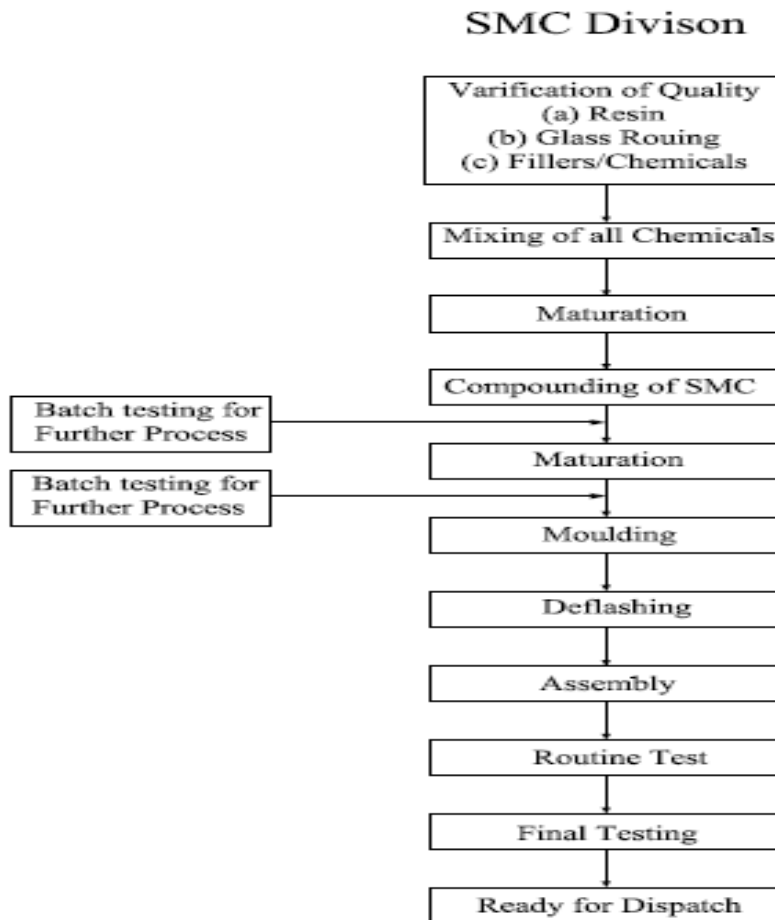 SMC Divison
Varification of Quality
(a) Resin
(b) Glass Rouing
(c) Fillers/Chemicals
Mixing of all Chemicals
Maturation
Compounding of SMC
Batch testing for
Further Process
Maturation
Batch testing for
Further Process
Moulding
Deflashing
Assembly
Routine Test
Final Testing
Ready for Dispatch